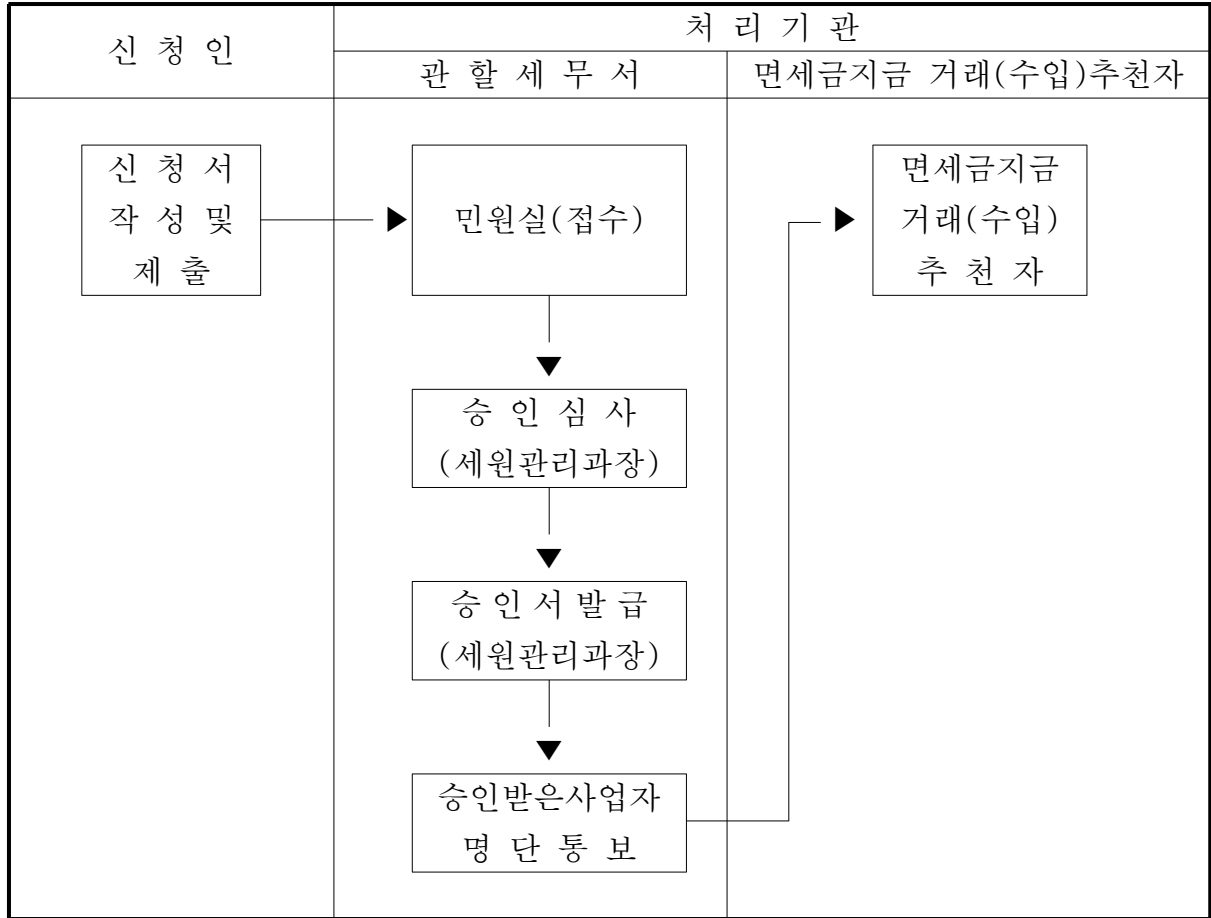 신 청 인
처 리 기 관
관 할 세 무 서
면세금지금 거래(수입)추천자
신 청 서
작 성 및
제 출
민원실(접수)
면세금지금
거래(수입)
추 천 자
승 인 심 사
(세원관리과장)
승 인 서 발 급
(세원관리과장)
승인받은사업자
명 단 통 보